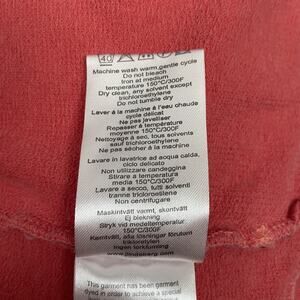 40
Machine wash warm,gentle cycle
Do not bleach
Iron at medium
temperature 150°C/300F
Dry clean, any solvent except
trichloroethylene
Do not tumble dry
Laver à la machine à l'eau chaude
cycle délicat
Ne pas javelliser
Repasser à température
moyenne 150°C/300F
Nettoyage à sec, tous solvents
sauf trichloroéthylène
Ne pas sécher à la machine
Lavare in lavatrice ad acqua calda,
ciclo delicato
Non utilizzare candeggina
Stirare a temperatura
media 150°C/300F
Lavare a secco, tutti solventi
tranne tricloroetilene
Non centrifugare
Maskintvätt varmt, skontvätt
Ej blekning
Stryk vid medeltemperatur
150°C/300F
Kemtvätt, alla lösningar förutom
trikloretylen
Ingen torktumling
This garment has been garment
dyed in order to achieve a special